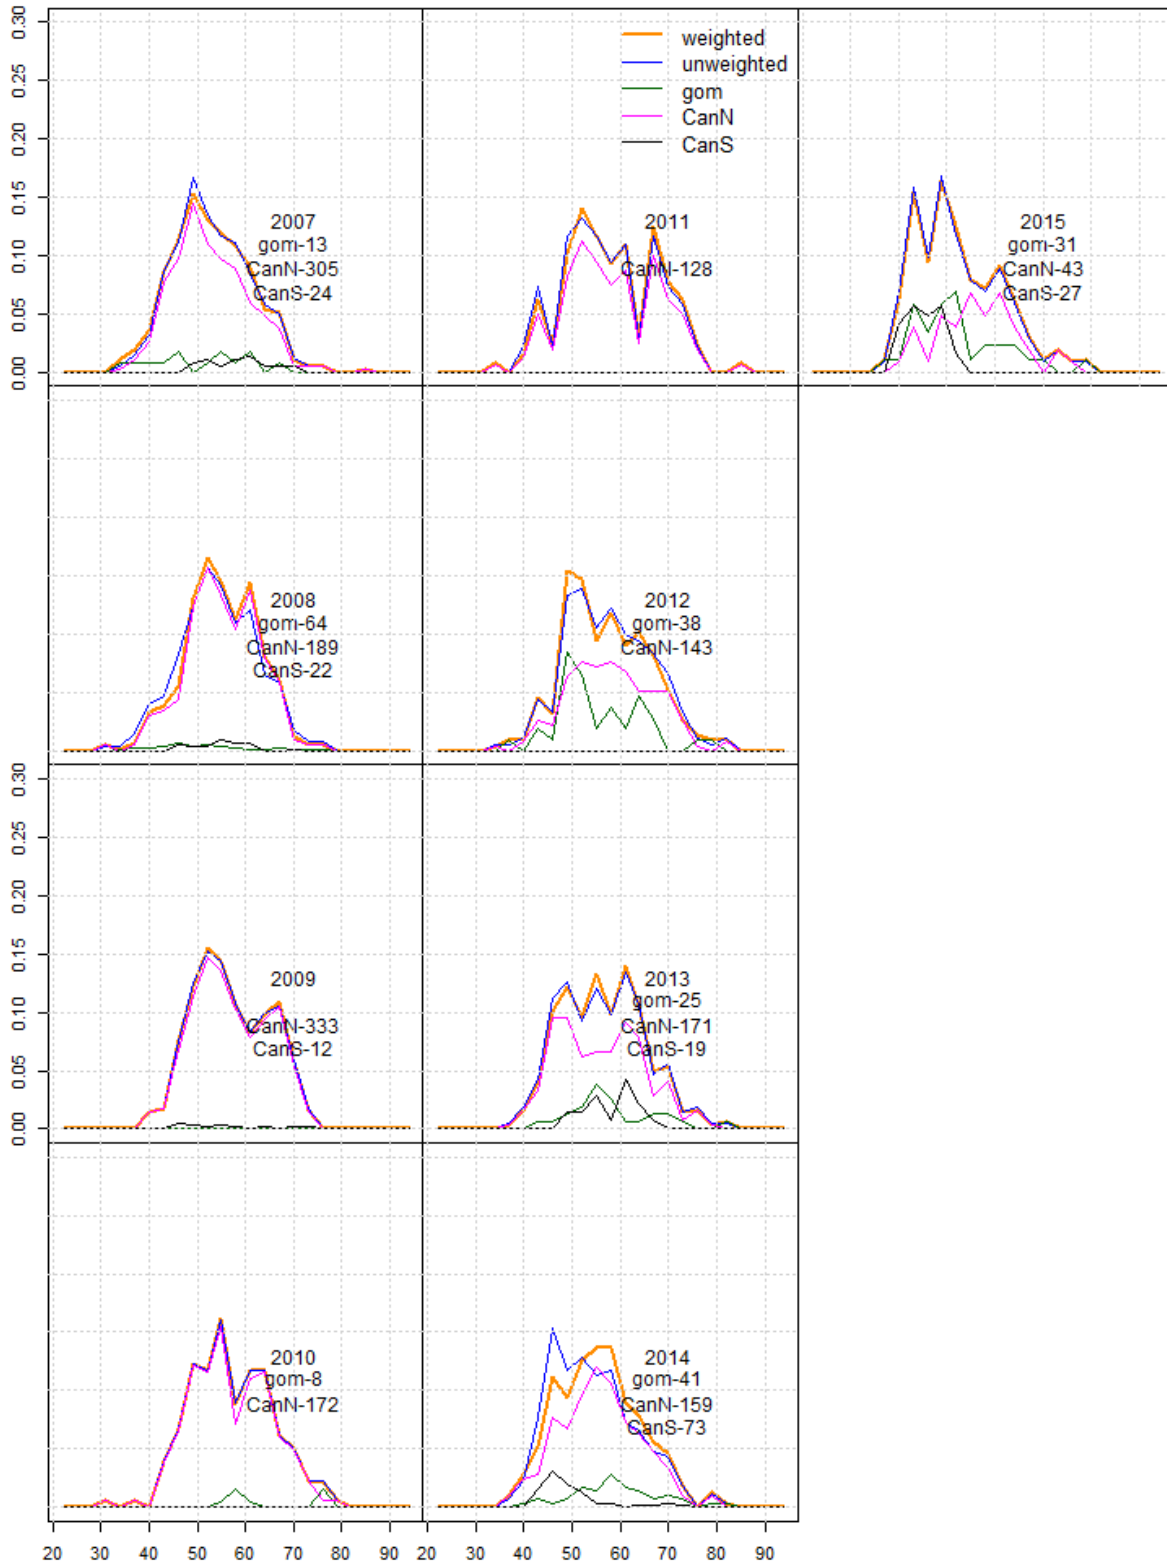 0.00 0.05 0.10 0.15 0.20 0.25 0.30
weighted
unweighted
gom
CanN
CanS
2007
gom-13
CanN-305
CanS-24
2011
CanN-128
2015
gom-31
CanN-43
CanS-27
2008
gom-64
CanN-189
CanS-22
2012
gom-38
CanN-143
0.00 0.05 0.10 0.15 0.20 0.25 0.30
2009
CanN-333
CanS-12
2013
gom-25
CanN-171
CanS-19
2010
gom-8
CanN-172
2014
gom-41
CanN-159
CanS-73
20 30 40 50 60 70 80 90 20 30 40 50 60 70 80 90